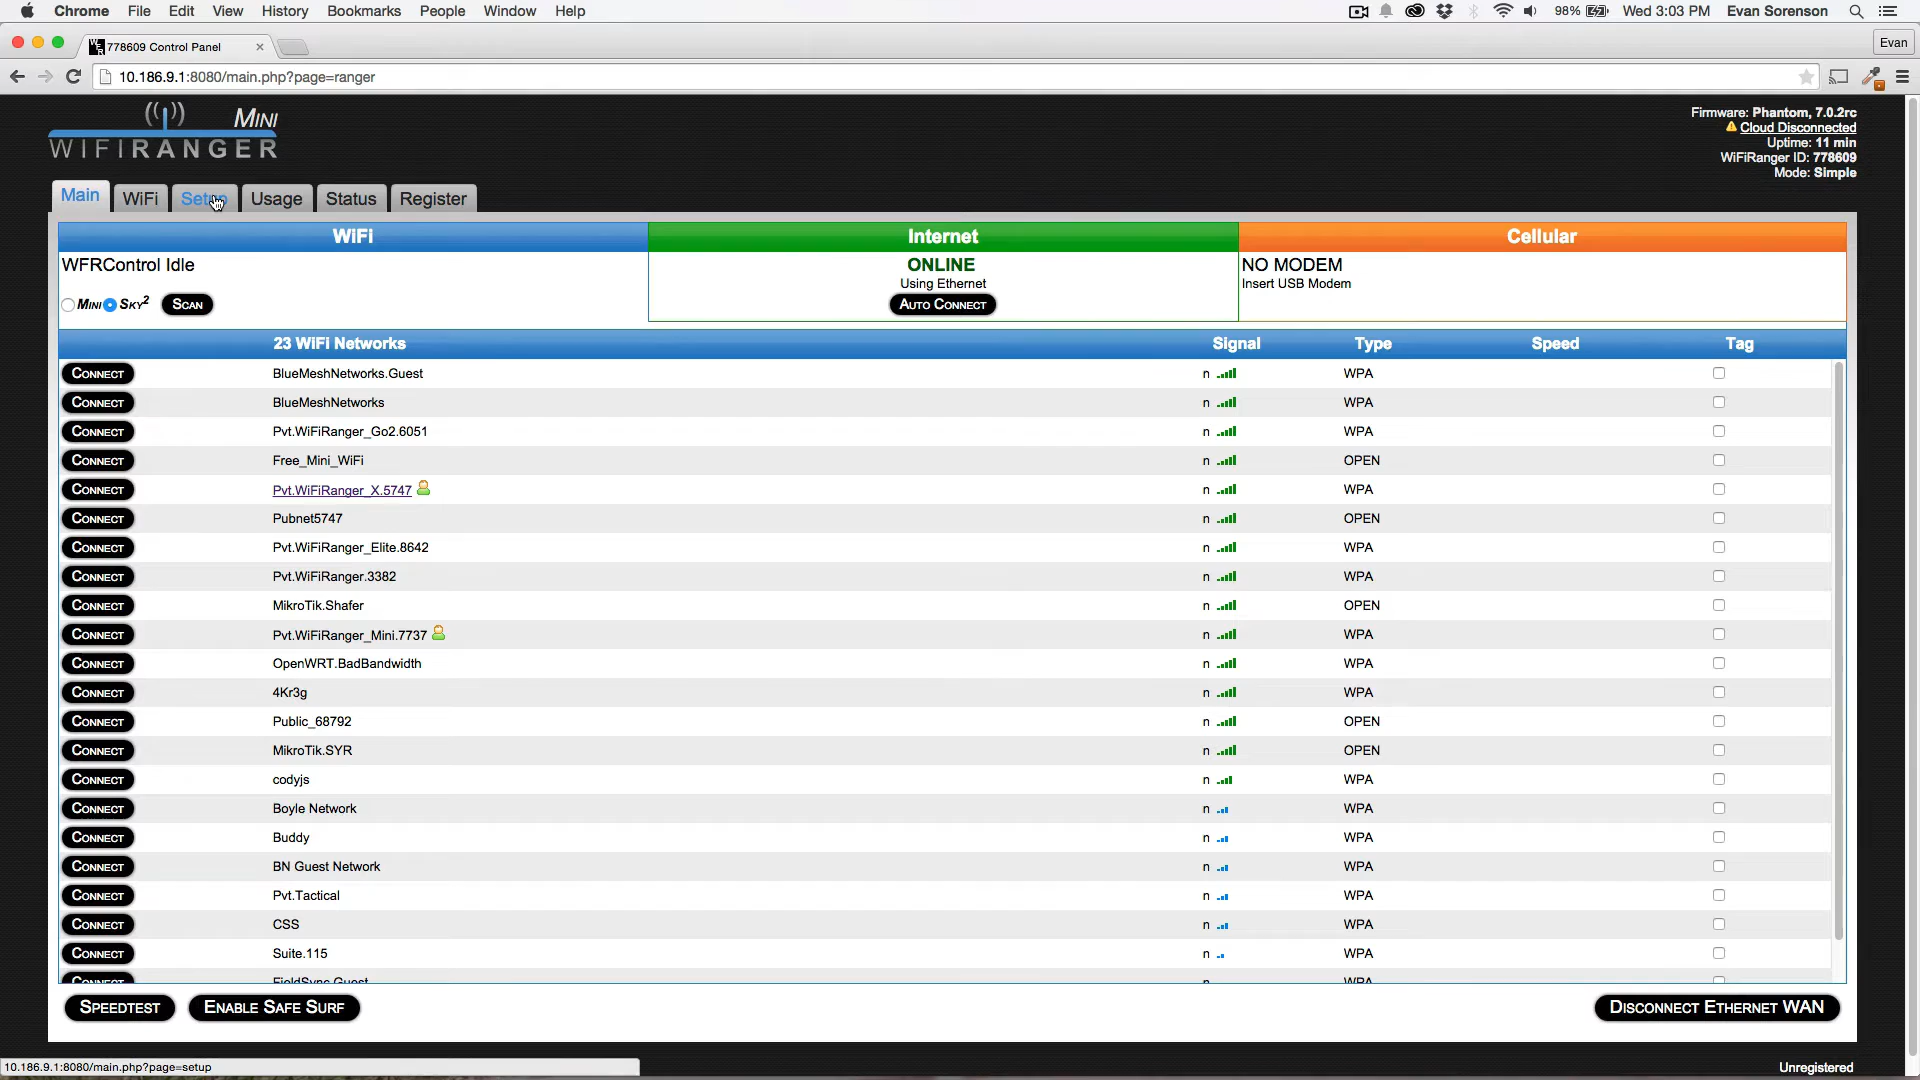 Chrome File Edit View History Bookmarks People Window Help 98% Wed 3:03 PM Evan Sorenson
778609 Control Panel Evan
10.186.9.1:8080/main.php?page=ranger
MINI
WIFIRANGER
Firmware: Phantom, 7.0.2rc
Cloud Disconnected
Uptime: 11 min
WiFiRanger ID: 778609
Mode: Simple
Main WiFi Setup Usage Status Register
WiFi Internet Cellular
WFRControl Idle ONLINE NO MODEM
Using Ethernet Insert USB Modem
MINI SKY2 SCAN AUTO CONNECT
23 WiFi Networks Signal Type Speed Tag
CONNECT BlueMeshNetworks.Guest n WPA
CONNECT BlueMeshNetworks n WPA
CONNECT Pvt.WiFiRanger_Go2.6051 n WPA
CONNECT Free_Mini_WiFi n OPEN
CONNECT Pvt.WiFiRanger_X.5747 n WPA
CONNECT Pubnet5747 n OPEN
CONNECT Pvt.WiFiRanger_Elite.8642 n WPA
CONNECT Pvt.WiFiRanger.3382 n WPA
CONNECT MikroTik.Shafer n OPEN
CONNECT Pvt.WiFiRanger_Mini.7737 n WPA
CONNECT OpenWRT.BadBandwidth n WPA
CONNECT 4Kr3g n WPA
CONNECT Public_68792 n OPEN
CONNECT MikroTik.SYR n OPEN
CONNECT codyjs n WPA
CONNECT Boyle Network n WPA
CONNECT Buddy n WPA
CONNECT BN Guest Network n WPA
CONNECT Pvt.Tactical n WPA
CONNECT CSS n WPA
CONNECT Suite.115 n WPA
CONNECT FieldSync.Guest n WPA
SPEEDTEST ENABLE SAFE SURF DISCONNECT ETHERNET WAN
10.186.9.1:8080/main.php?page=setup Unregistered